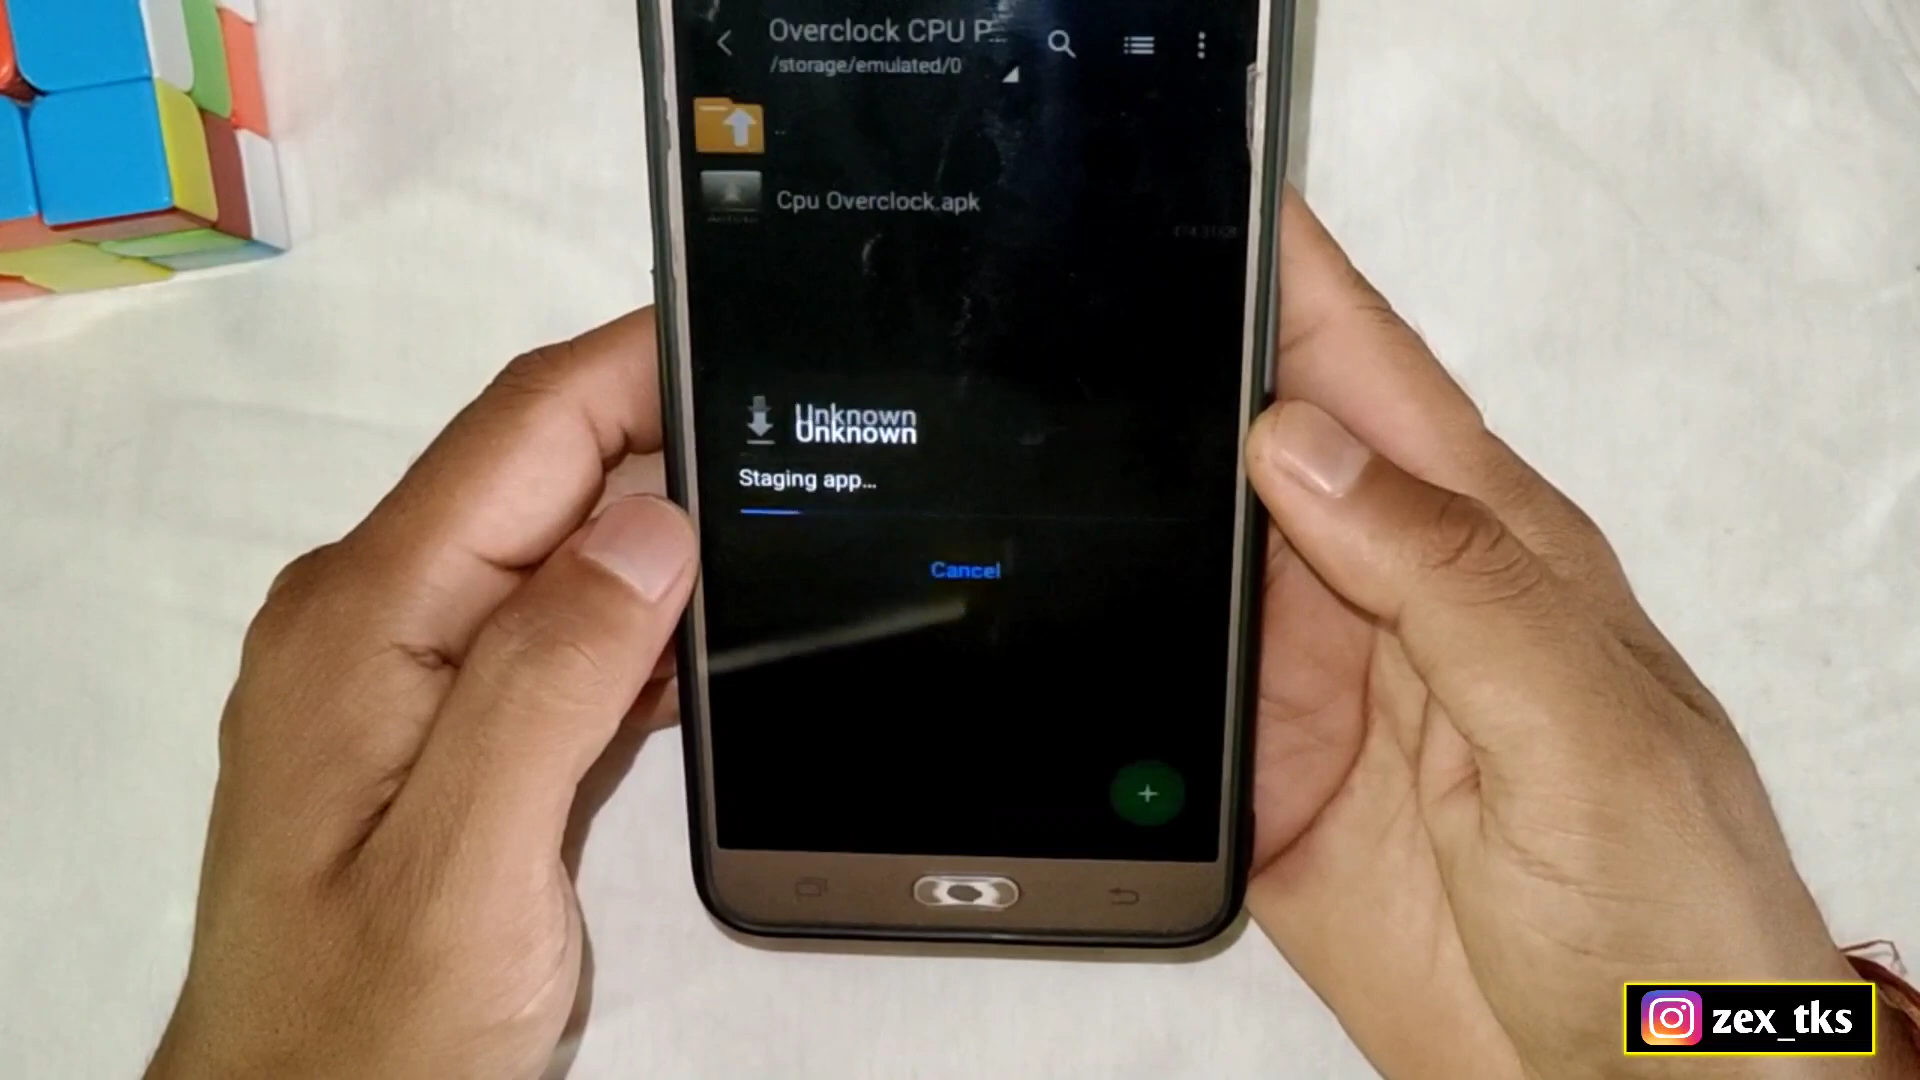 Overclock CPU P...
/storage/emulated/0
..
Cpu Overclock.apk
Unknown
Unknown
Staging app...
Cancel
+
zex_tks